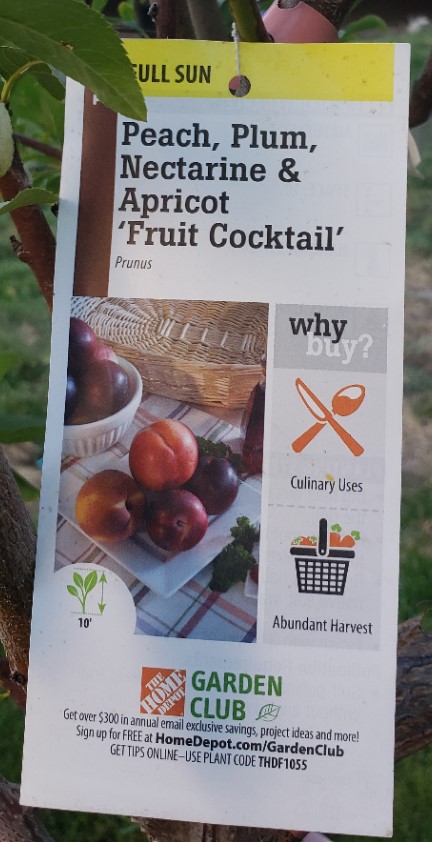 FULL SUN
Peach, Plum,
Nectarine &
Apricot
‘Fruit Cocktail’
Prunus
why
buy?
Culinary Uses
Abundant Harvest
10'
THE
HOME
DEPOT
GARDEN
CLUB
Get over $300 in annual email exclusive savings, project ideas and more!
Sign up for FREE at HomeDepot.com/GardenClub
GET TIPS ONLINE–USE PLANT CODE THDF1055